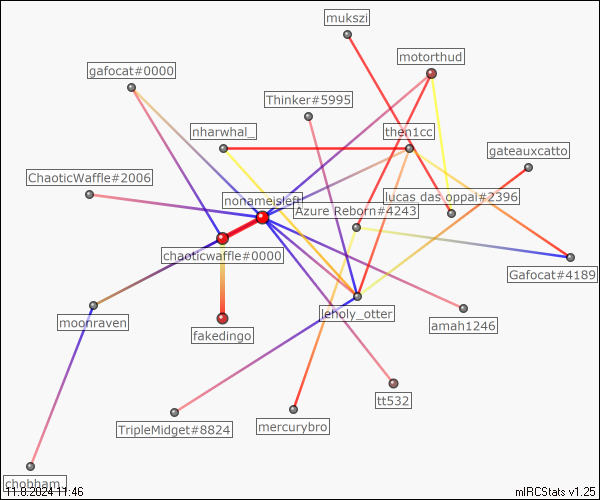 mukszi
motorthud
gafocat#0000
Thinker#5995
nharwhal_
then1cc
gateauxcatto
ChaoticWaffle#2006
nonameisleft
lucas das oppai#2396
Azure Reborn#4243
chaoticwaffle#0000
Gafocat#4189
moonraven
leholy_otter
amah1246
fakedingo
tt532
TripleMidget#8824
mercurybro
chobham_
11.8.2024 11:46
mIRCStats v1.25